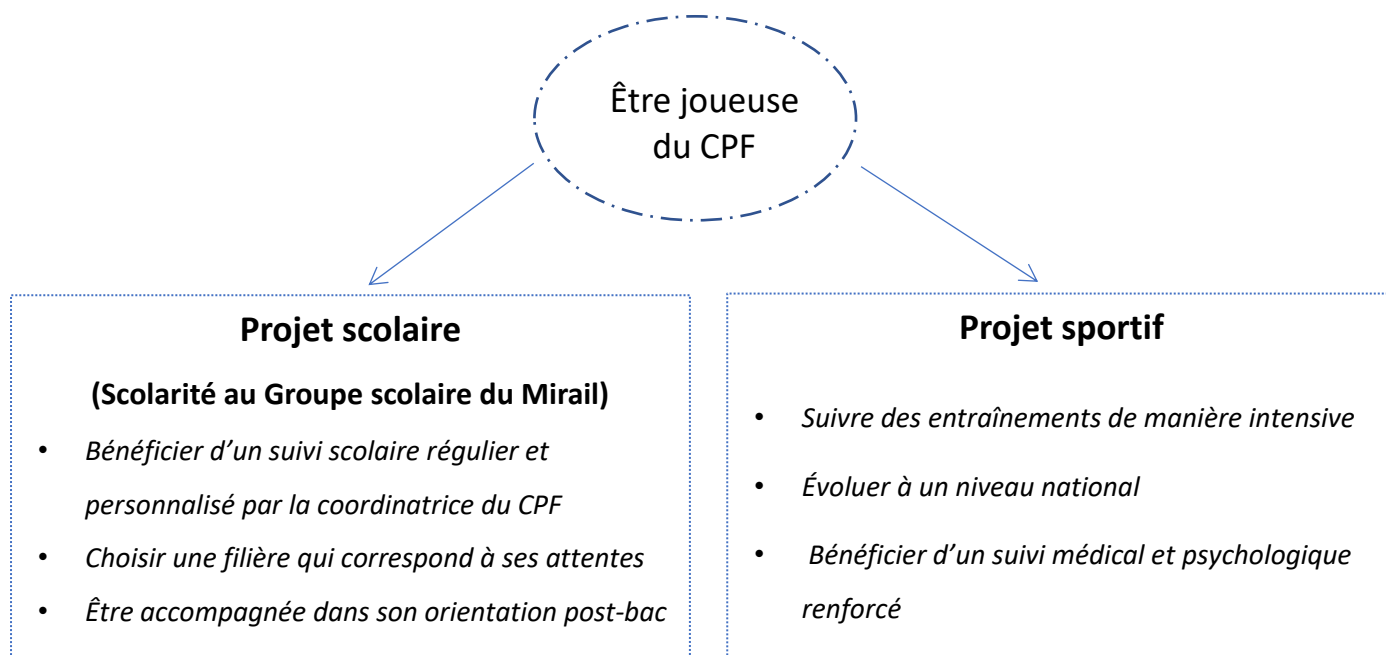 Être joueuse
du CPF
Projet scolaire
(Scolarité au Groupe scolaire du Mirail)
• Bénéficier d’un suivi scolaire régulier et
personnalisé par la coordinatrice du CPF
• Choisir une filière qui correspond à ses attentes
• Être accompagnée dans son orientation post-bac
Projet sportif
• Suivre des entraînements de manière intensive
• Évoluer à un niveau national
• Bénéficier d’un suivi médical et psychologique
renforcé